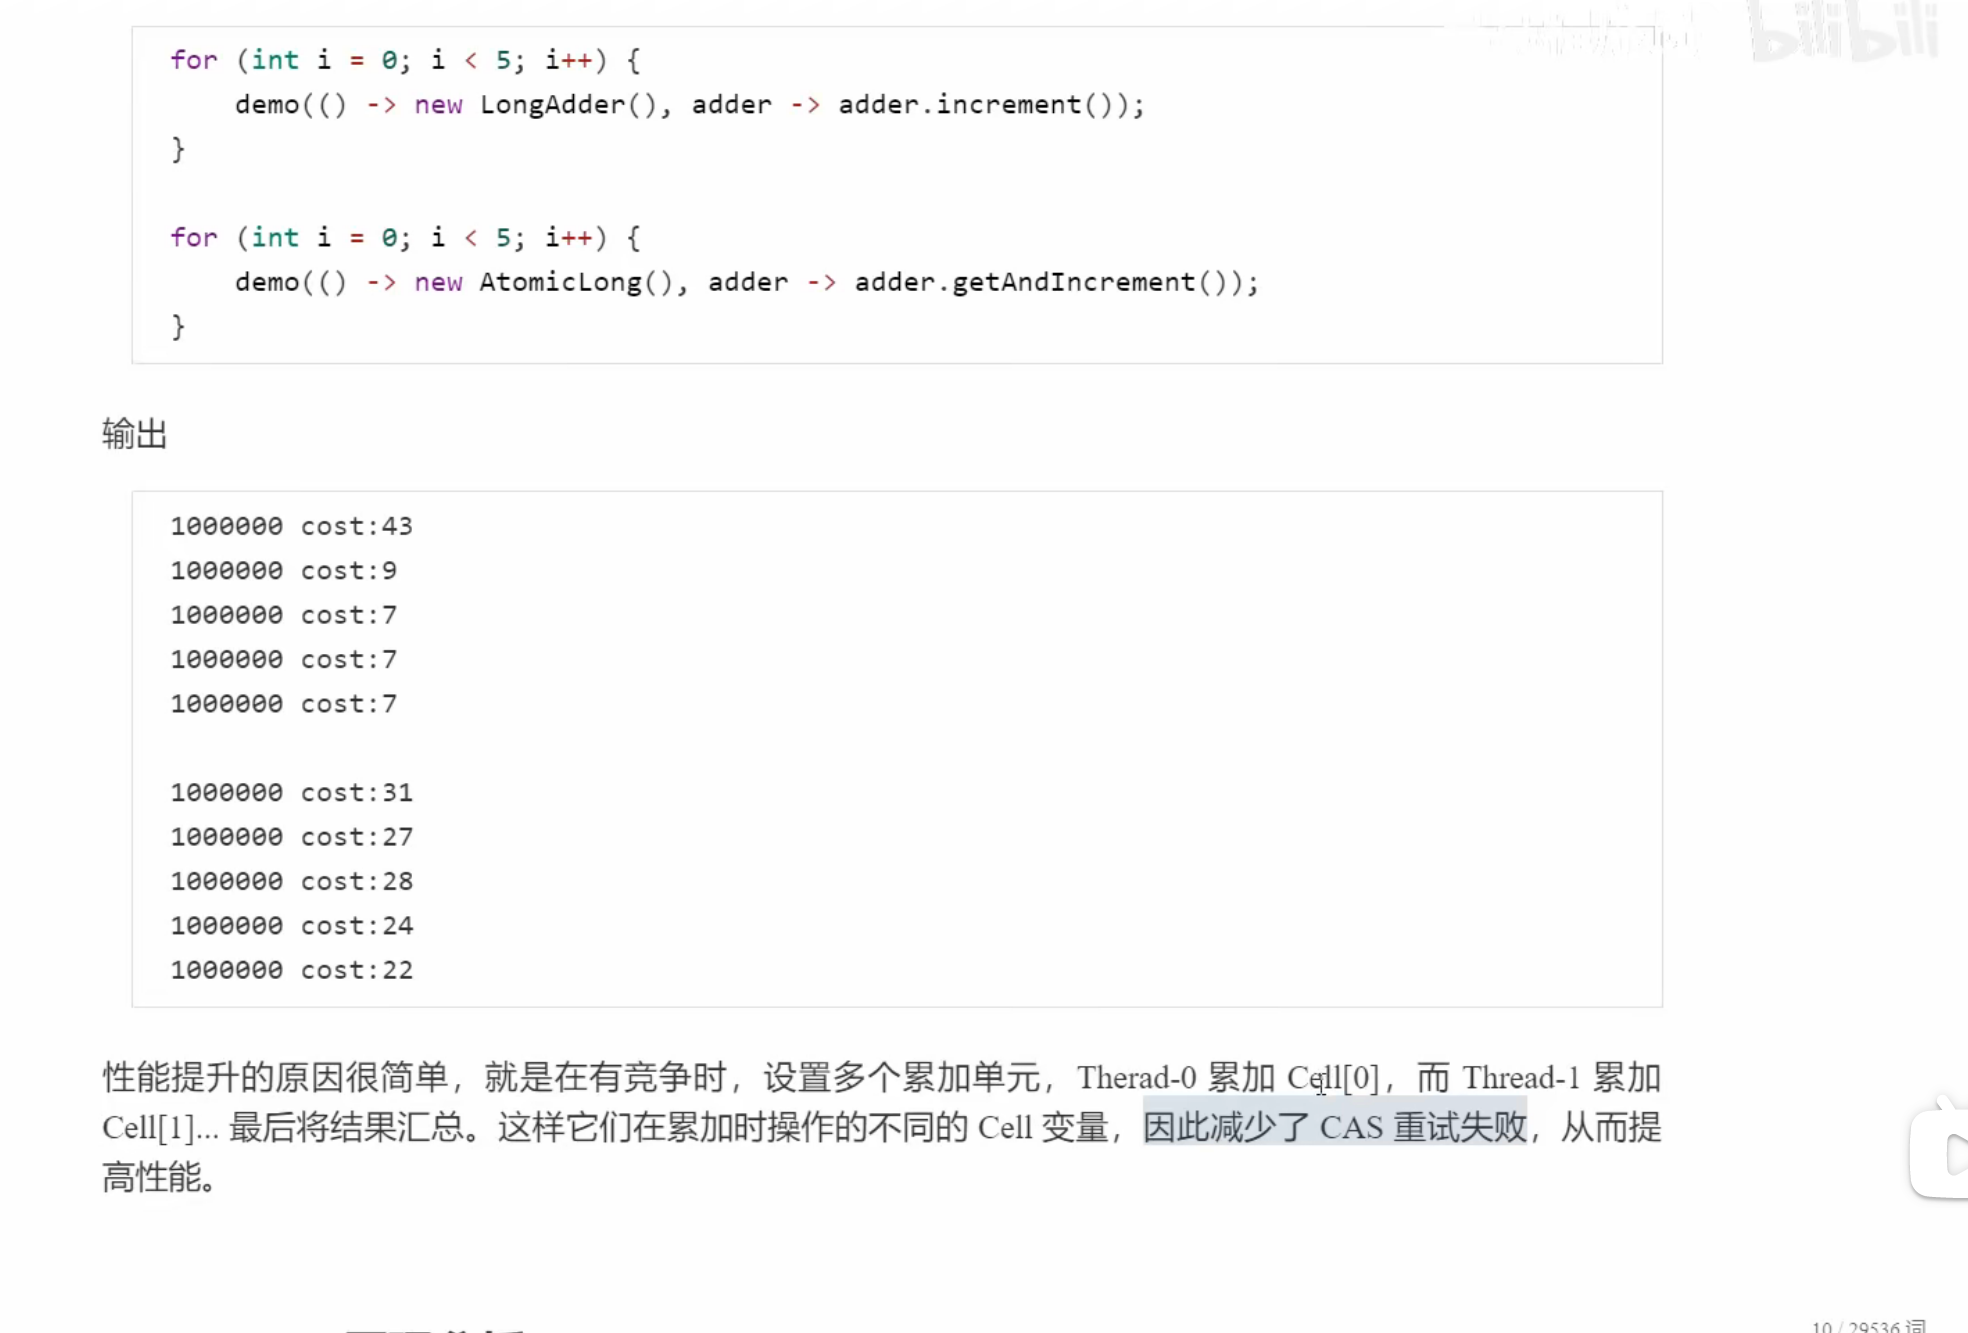 bilibili
for (int i = 0; i < 5; i++) {
    demo(() -> new LongAdder(), adder -> adder.increment());
}
for (int i = 0; i < 5; i++) {
    demo(() -> new AtomicLong(), adder -> adder.getAndIncrement());
}
输出
1000000 cost:43
1000000 cost:9
1000000 cost:7
1000000 cost:7
1000000 cost:7
1000000 cost:31
1000000 cost:27
1000000 cost:28
1000000 cost:24
1000000 cost:22
性能提升的原因很简单，就是在有竞争时，设置多个累加单元，Therad-0 累加 Cell[0]，而 Thread-1 累加
Cell[1]... 最后将结果汇总。这样它们在累加时操作的不同的 Cell 变量，因此减少了 CAS 重试失败，从而提
高性能。
10 / 29536 词